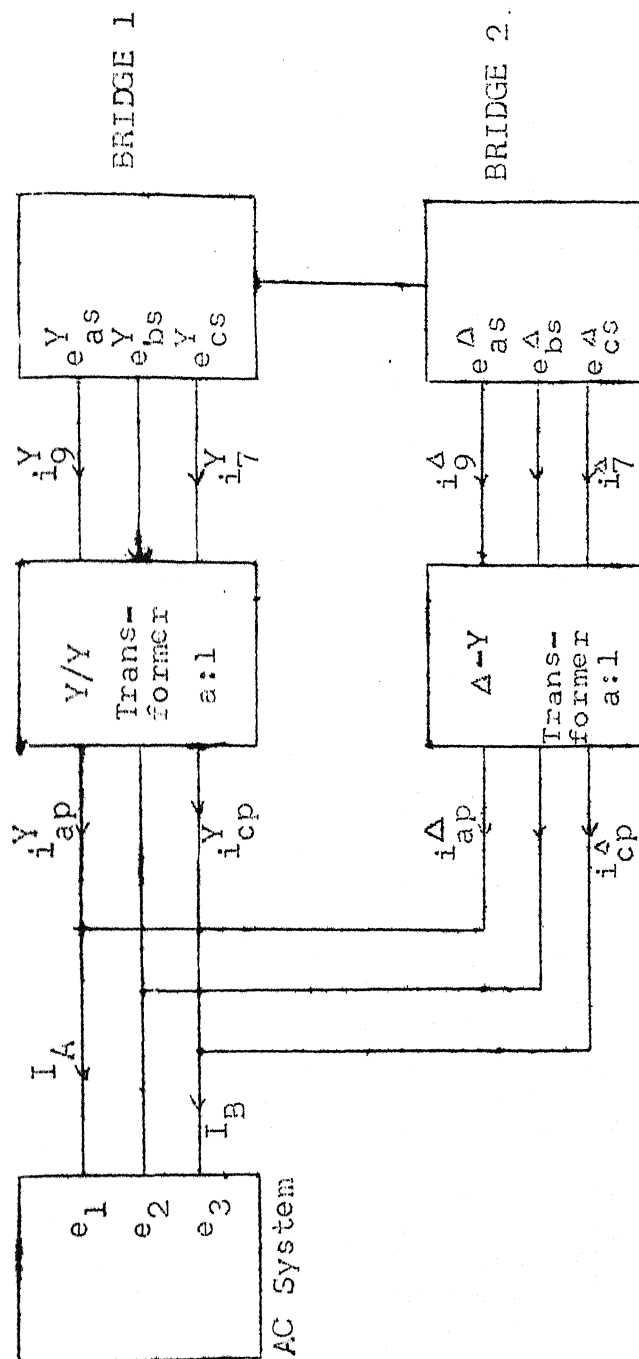 BRIDGE 1
e^Y_as
e^Y_bs
e^Y_cs
i^Y_9
i^Y_7
Y/Y
Trans-
former
a:1
i^Y_ap
i^Y_cp
I_A
I_B
e_1
e_2
e_3
AC System
BRIDGE 2.
e^Δ_as
e^Δ_bs
e^Δ_cs
i^Δ_9
i^Δ_7
Δ-Y
Trans-
former
a:1
i^Δ_ap
i^Δ_cp